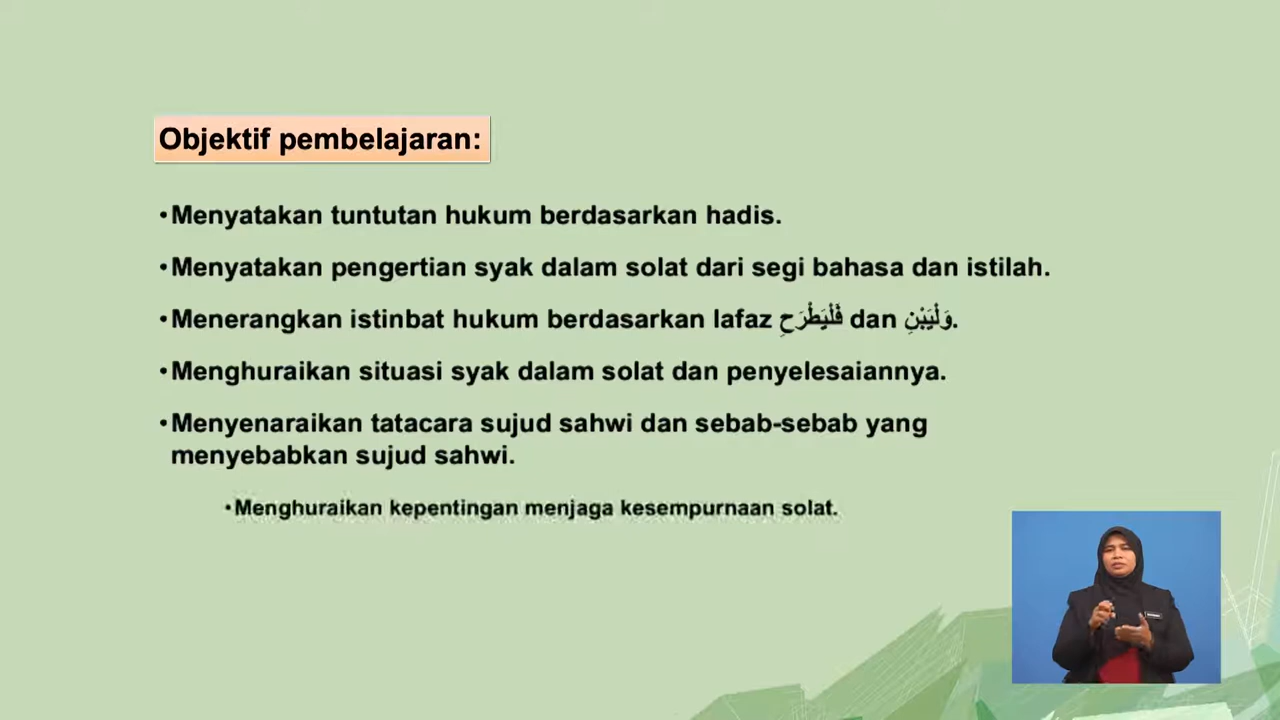 Objektif pembelajaran:
•Menyatakan tuntutan hukum berdasarkan hadis.
•Menyatakan pengertian syak dalam solat dari segi bahasa dan istilah.
•Menerangkan istinbat hukum berdasarkan lafaz فَلْيَطْرَحِ dan وَلْيَبْنِ.
•Menghuraikan situasi syak dalam solat dan penyelesaiannya.
•Menyenaraikan tatacara sujud sahwi dan sebab-sebab yang
menyebabkan sujud sahwi.
•Menghuraikan kepentingan menjaga kesempurnaan solat.